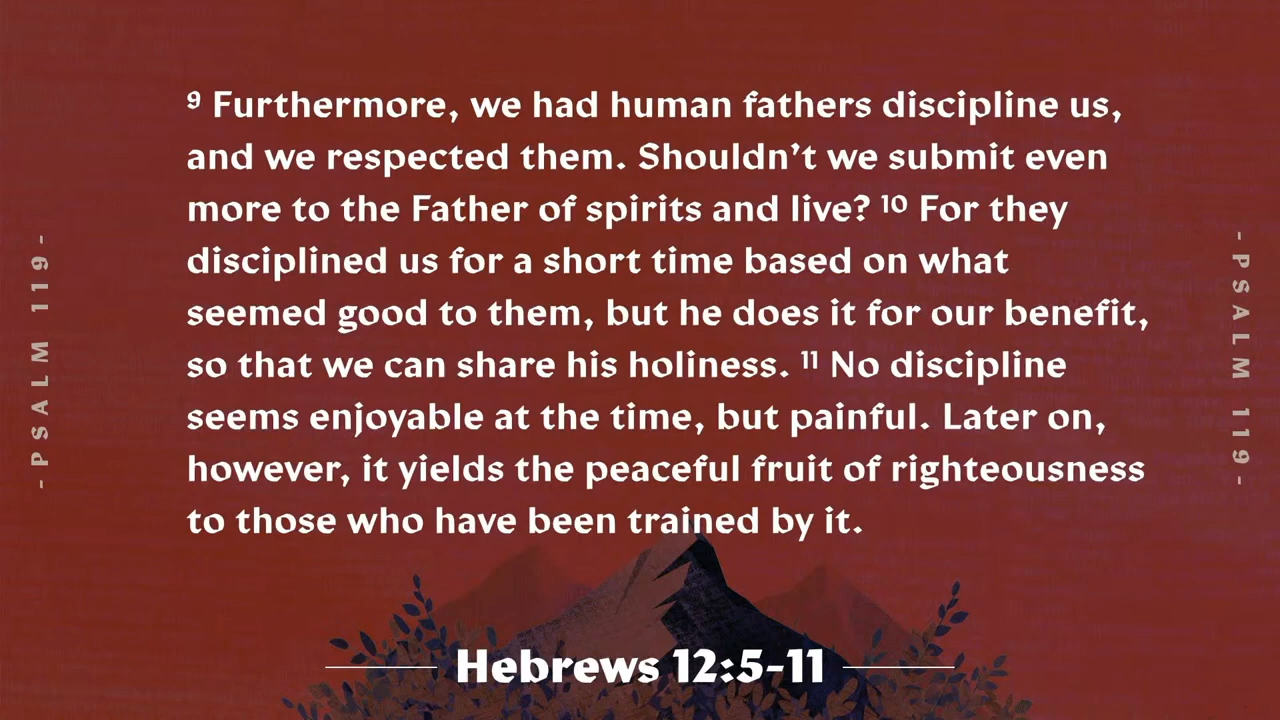 ⁹ Furthermore, we had human fathers discipline us,
and we respected them. Shouldn’t we submit even
more to the Father of spirits and live? ¹⁰ For they
disciplined us for a short time based on what
seemed good to them, but he does it for our benefit,
so that we can share his holiness. ¹¹ No discipline
seems enjoyable at the time, but painful. Later on,
however, it yields the peaceful fruit of righteousness
to those who have been trained by it.
Hebrews 12:5-11
- PSALM 119 -
- PSALM 119 -